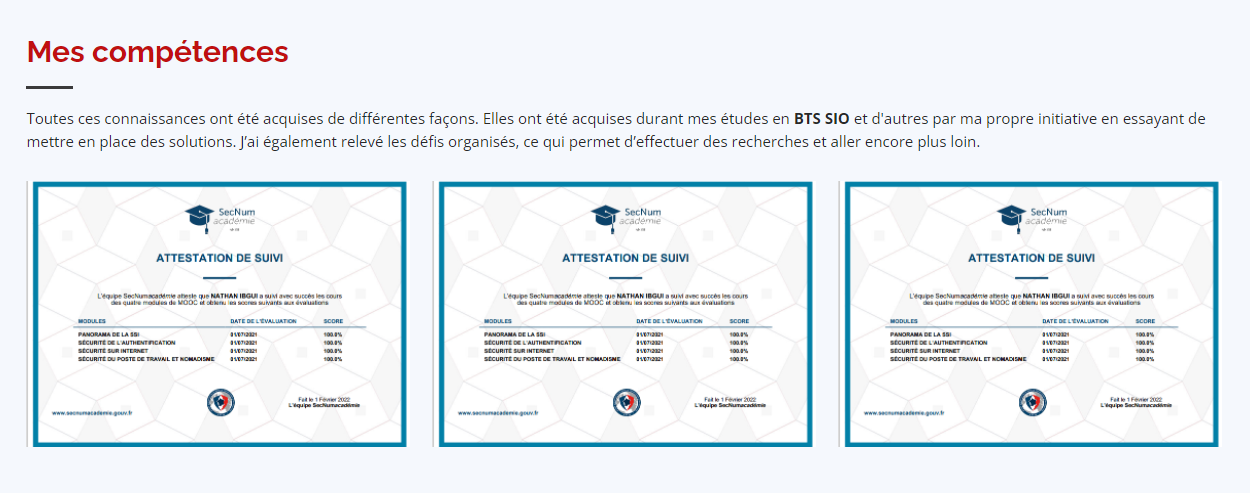 Mes compétences
Toutes ces connaissances ont été acquises de différentes façons. Elles ont été acquises durant mes études en BTS SIO et d'autres par ma propre initiative en essayant de
mettre en place des solutions. J’ai également relevé les défis organisés, ce qui permet d’effectuer des recherches et aller encore plus loin.
SecNum
académie
ATTESTATION DE SUIVI
L'équipe SecNumacadémie atteste que NATHAN IBGUI a suivi avec succès les cours
des quatre modules de MOOC et obtenu les scores suivants aux évaluations
MODULES DATE DE L'ÉVALUATION SCORE
PANORAMA DE LA SSI 01/07/2021 100.0%
SÉCURITÉ DE L'AUTHENTIFICATION 01/07/2021 100.0%
SÉCURITÉ SUR INTERNET 01/07/2021 100.0%
SÉCURITÉ DU POSTE DE TRAVAIL ET NOMADISME 01/07/2021 100.0%
Fait le 1 Février 2022
L'équipe SecNumacadémie
www.secnumacademie.gouv.fr
SecNum
académie
ATTESTATION DE SUIVI
L'équipe SecNumacadémie atteste que NATHAN IBGUI a suivi avec succès les cours
des quatre modules de MOOC et obtenu les scores suivants aux évaluations
MODULES DATE DE L'ÉVALUATION SCORE
PANORAMA DE LA SSI 01/07/2021 100.0%
SÉCURITÉ DE L'AUTHENTIFICATION 01/07/2021 100.0%
SÉCURITÉ SUR INTERNET 01/07/2021 100.0%
SÉCURITÉ DU POSTE DE TRAVAIL ET NOMADISME 01/07/2021 100.0%
Fait le 1 Février 2022
L'équipe SecNumacadémie
www.secnumacademie.gouv.fr
SecNum
académie
ATTESTATION DE SUIVI
L'équipe SecNumacadémie atteste que NATHAN IBGUI a suivi avec succès les cours
des quatre modules de MOOC et obtenu les scores suivants aux évaluations
MODULES DATE DE L'ÉVALUATION SCORE
PANORAMA DE LA SSI 01/07/2021 100.0%
SÉCURITÉ DE L'AUTHENTIFICATION 01/07/2021 100.0%
SÉCURITÉ SUR INTERNET 01/07/2021 100.0%
SÉCURITÉ DU POSTE DE TRAVAIL ET NOMADISME 01/07/2021 100.0%
Fait le 1 Février 2022
L'équipe SecNumacadémie
www.secnumacademie.gouv.fr